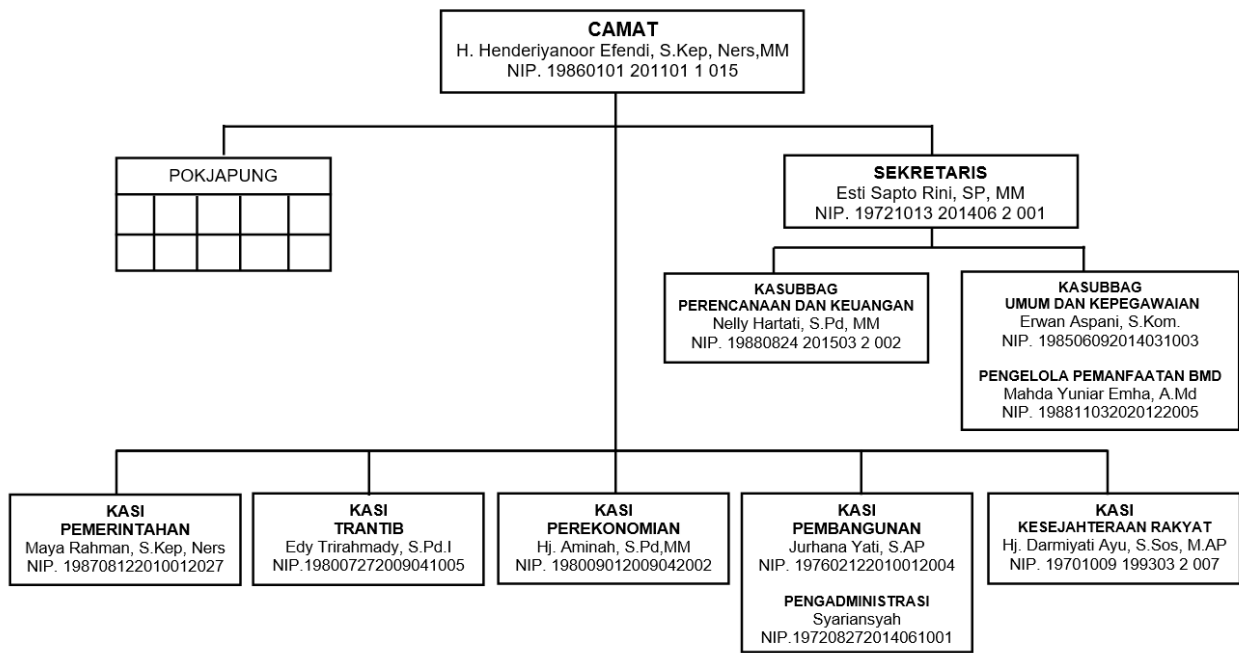 CAMAT
H. Henderiyanoor Efendi, S.Kep, Ners,MM
NIP. 19860101 201101 1 015
POKJAPUNG
SEKRETARIS
Esti Sapto Rini, SP, MM
NIP. 19721013 201406 2 001
KASUBBAG
PERENCANAAN DAN KEUANGAN
Nelly Hartati, S.Pd, MM
NIP. 19880824 201503 2 002
KASUBBAG
UMUM DAN KEPEGAWAIAN
Erwan Aspani, S.Kom.
NIP. 198506092014031003
PENGELOLA PEMANFAATAN BMD
Mahda Yuniar Emha, A.Md
NIP. 198811032020122005
KASI
PEMERINTAHAN
Maya Rahman, S.Kep, Ners
NIP. 198708122010012027
KASI
TRANTIB
Edy Trirahmady, S.Pd.I
NIP.198007272009041005
KASI
PEREKONOMIAN
Hj. Aminah, S.Pd,MM
NIP. 198009012009042002
KASI
PEMBANGUNAN
Jurhana Yati, S.AP
NIP. 197602122010012004
PENGADMINISTRASI
Syariansyah
NIP.197208272014061001
KASI
KESEJAHTERAAN RAKYAT
Hj. Darmiyati Ayu, S.Sos, M.AP
NIP. 19701009 199303 2 007